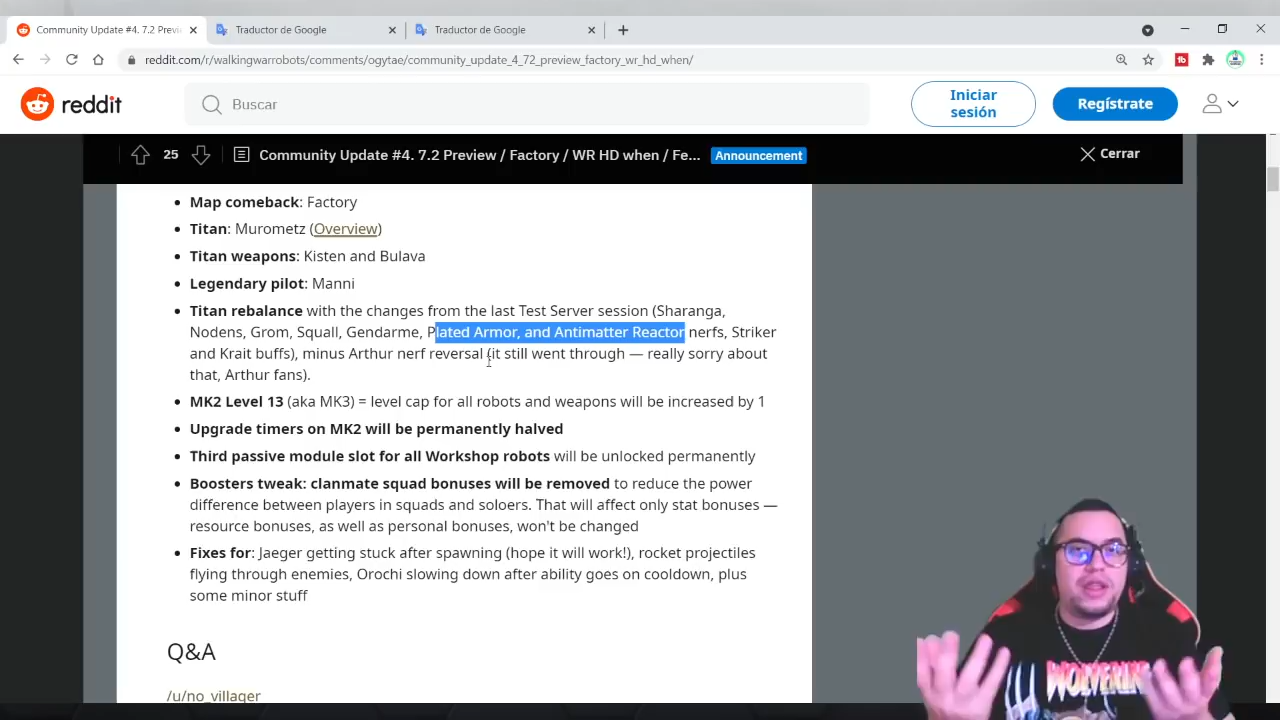 Community Update #4. 7.2 Previ
Traductor de Google
Traductor de Google
reddit.com/r/walkingwarrobots/comments/ogytae/community_update_4_72_preview_factory_wr_hd_when/
reddit
Buscar
Iniciar sesión
Regístrate
25
Community Update #4. 7.2 Preview / Factory / WR HD when / Fe...
Announcement
Cerrar
Map comeback: Factory
Titan: Murometz (Overview)
Titan weapons: Kisten and Bulava
Legendary pilot: Manni
Titan rebalance with the changes from the last Test Server session (Sharanga,
Nodens, Grom, Squall, Gendarme, Plated Armor, and Antimatter Reactor nerfs, Striker
and Krait buffs), minus Arthur nerf reversal (it still went through — really sorry about
that, Arthur fans).
MK2 Level 13 (aka MK3) = level cap for all robots and weapons will be increased by 1
Upgrade timers on MK2 will be permanently halved
Third passive module slot for all Workshop robots will be unlocked permanently
Boosters tweak: clanmate squad bonuses will be removed to reduce the power
difference between players in squads and soloers. That will affect only stat bonuses —
resource bonuses, as well as personal bonuses, won't be changed
Fixes for: Jaeger getting stuck after spawning (hope it will work!), rocket projectiles
flying through enemies, Orochi slowing down after ability goes on cooldown, plus
some minor stuff
Q&A
/u/no_villager
WOLVERINE